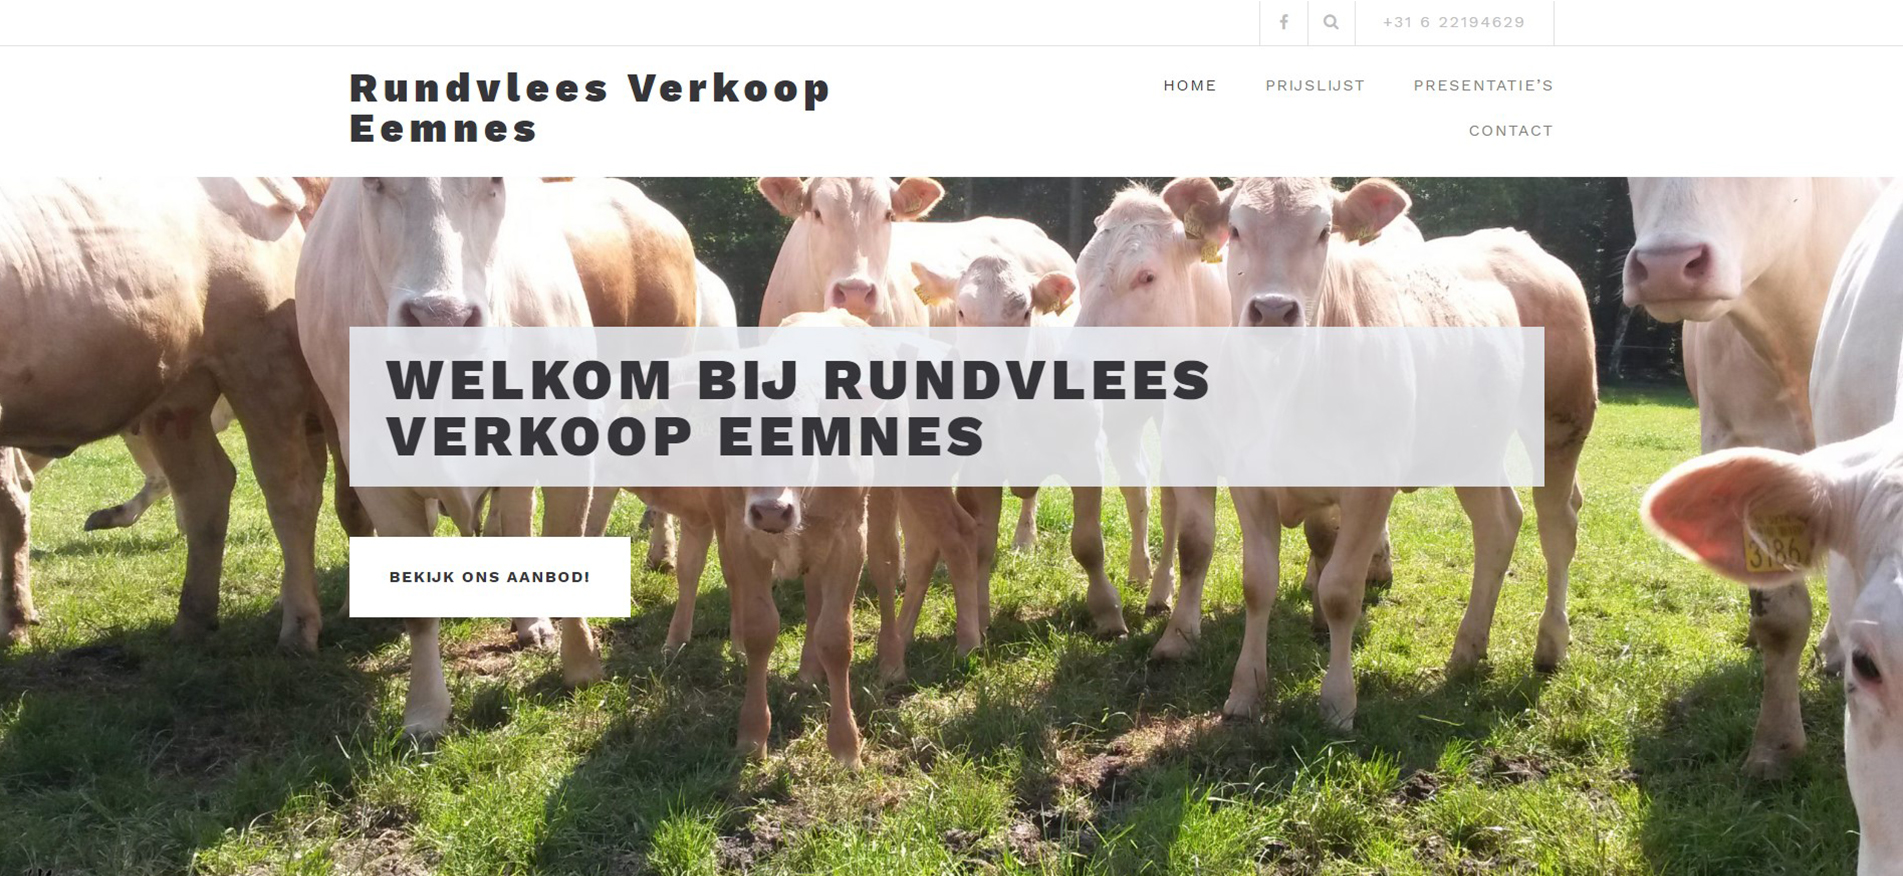 +31 6 22194629
Rundvlees Verkoop
Eemnes
HOME PRIJSLIJST PRESENTATIE'S
CONTACT
WELKOM BIJ RUNDVLEES
VERKOOP EEMNES
BEKIJK ONS AANBOD!
3186